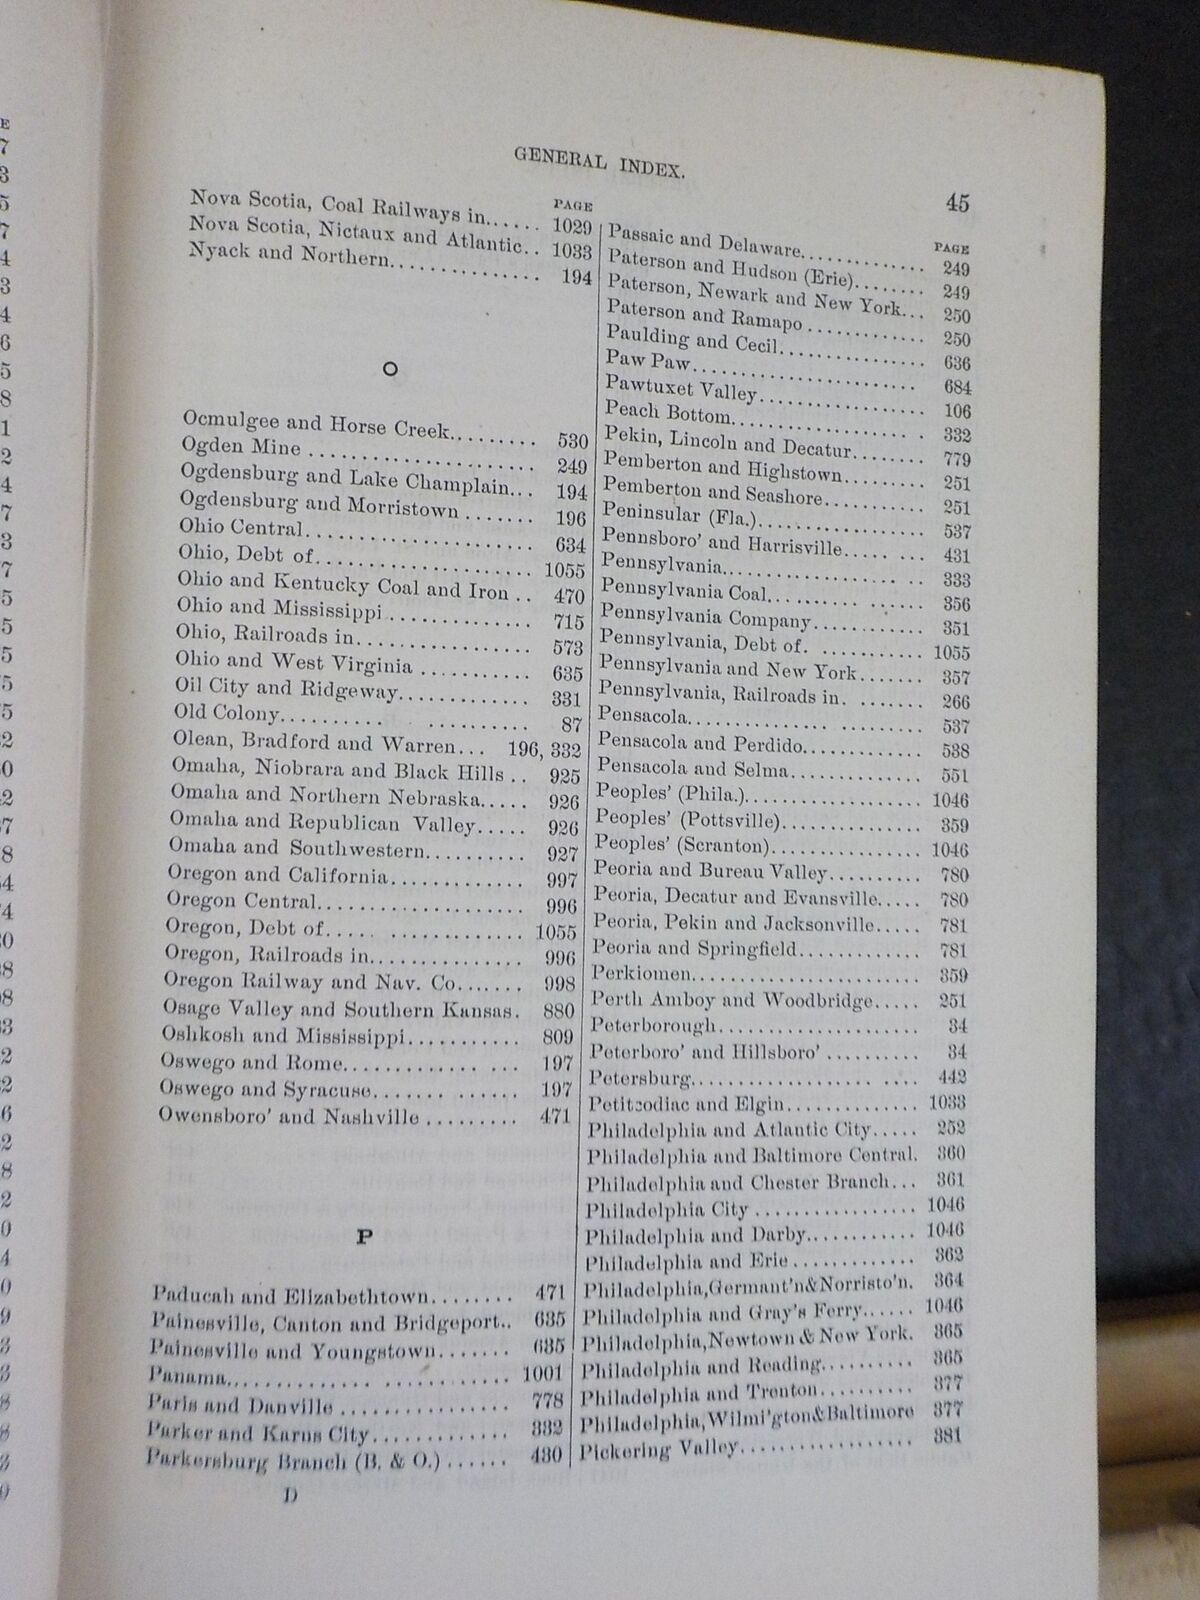 GENERAL INDEX.
45
PAGE
Nova Scotia, Coal Railways in...... 1029
Nova Scotia, Nictaux and Atlantic.. 1033
Nyack and Northern.............. 194
O
Ocmulgee and Horse Creek......... 530
Ogden Mine ..................... 249
Ogdensburg and Lake Champlain... 194
Ogdensburg and Morristown ....... 196
Ohio Central..................... 634
Ohio, Debt of.................... 1055
Ohio and Kentucky Coal and Iron .. 470
Ohio and Mississippi ............. 715
Ohio, Railroads in................ 573
Ohio and West Virginia ........... 635
Oil City and Ridgeway............ 331
Old Colony.......... .......... 87
Olean, Bradford and Warren... 196, 332
Omaha, Niobrara and Black Hills .. 925
Omaha and Northern Nebraska..... 926
Omaha and Republican Valley..... 926
Omaha and Southwestern.......... 927
Oregon and California............. 997
Oregon Central.................... 996
Oregon, Debt of..... ............. 1055
Oregon, Railroads in............... 996
Oregon Railway and Nav. Co....... 998
Osage Valley and Southern Kansas. 880
Oshkosh and Mississippi........... 809
Oswego and Rome............. ... 197
Oswego and Syracuse........ ...... 197
Owensboro' and Nashville ......... 471
P
Paducah and Elizabethtown........ 471
Painesville, Canton and Bridgeport.. 635
Painesville and Youngstown....... 635
Panama............. ............ 1001
Paris and Danville ................ 778
Parker and Karns City............. 332
Parkersburg Branch (B. & O.) ...... 430
D
PAGE
Passaic and Delaware.............. 249
Paterson and Hudson (Erie)........ 249
Paterson, Newark and New York... 250
Paterson and Ramapo ............. 250
Paulding and Cecil................ 636
Paw Paw......................... 684
Pawtuxet Valley.................. 106
Peach Bottom.................. . 332
Pekin, Lincoln and Decatur........ 779
Pemberton and Highstown......... 251
Pemberton and Seashore........... 251
Peninsular (Fla.).................. 537
Pennsboro' and Harrisville..... ... 431
Pennsylvania................. .. .. 333
Pennsylvania Coal......... ...... 356
Pennsylvania Company............ 351
Pennsylvania, Debt of. ........... 1055
Pennsylvania and New York....... 357
Pennsylvania, Railroads in. ....... 266
Pensacola.............. ........ 537
Pensacola and Perdido............. 538
Pensacola and Selma.............. 551
Peoples' (Phila.)................... 1046
Peoples' (Pottsville)............... 359
Peoples' (Scranton)................ 1046
Peoria and Bureau Valley.......... 780
Peoria, Decatur and Evansville..... 780
Peoria, Pekin and Jacksonville..... 781
Peoria and Springfield............. 781
Perkiomen........................ 359
Perth Amboy and Woodbridge..... 251
Peterborough..................... 34
Peterboro' and Hillsboro' .......... 34
Petersburg.................. .... 442
Petitcodiac and Elgin.............. 1033
Philadelphia and Atlantic City..... 252
Philadelphia and Baltimore Central. 360
Philadelphia and Chester Branch... 361
Philadelphia City ................. 1046
Philadelphia and Darby............ 1046
Philadelphia and Erie ............. 362
Philadelphia,Germant'n&Norristo'n. 364
Philadelphia and Gray's Ferry...... 1046
Philadelphia,Newtown & New York. 365
Philadelphia and Reading.......... 365
Philadelphia and Trenton.......... 377
Philadelphia,Wilmi'gton&Baltimore 377
Pickering Valley................... 381